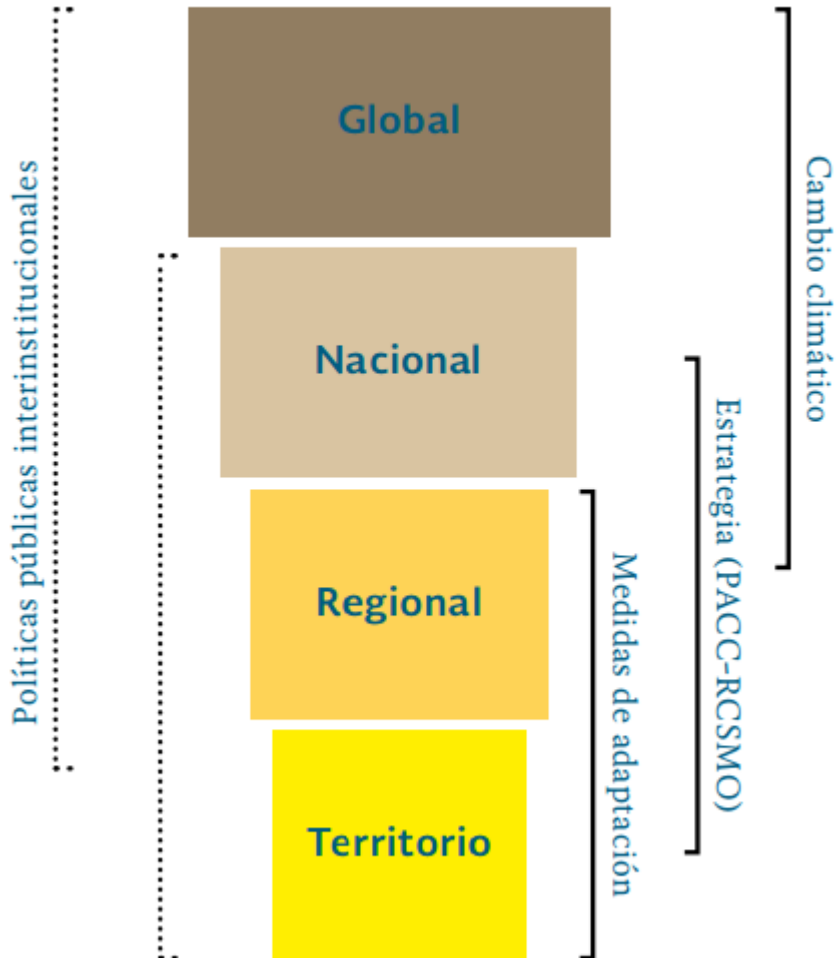 Políticas públicas interinstitucionales
Global
Nacional
Regional
Territorio
Medidas de adaptación
Estrategia (PACC-RCSMO)
Cambio climático